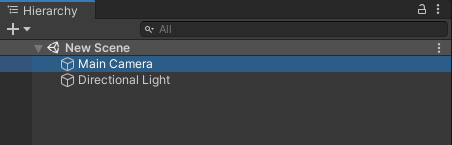 Hierarchy
All
New Scene
Main Camera
Directional Light